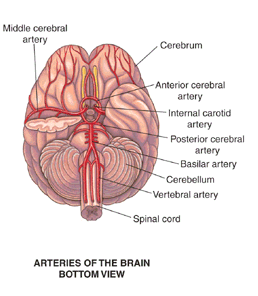 Middle cerebral
artery
Cerebrum
Anterior cerebral
artery
Internal carotid
artery
Posterior cerebral
artery
Basilar artery
Cerebellum
Vertebral artery
Spinal cord
ARTERIES OF THE BRAIN
BOTTOM VIEW